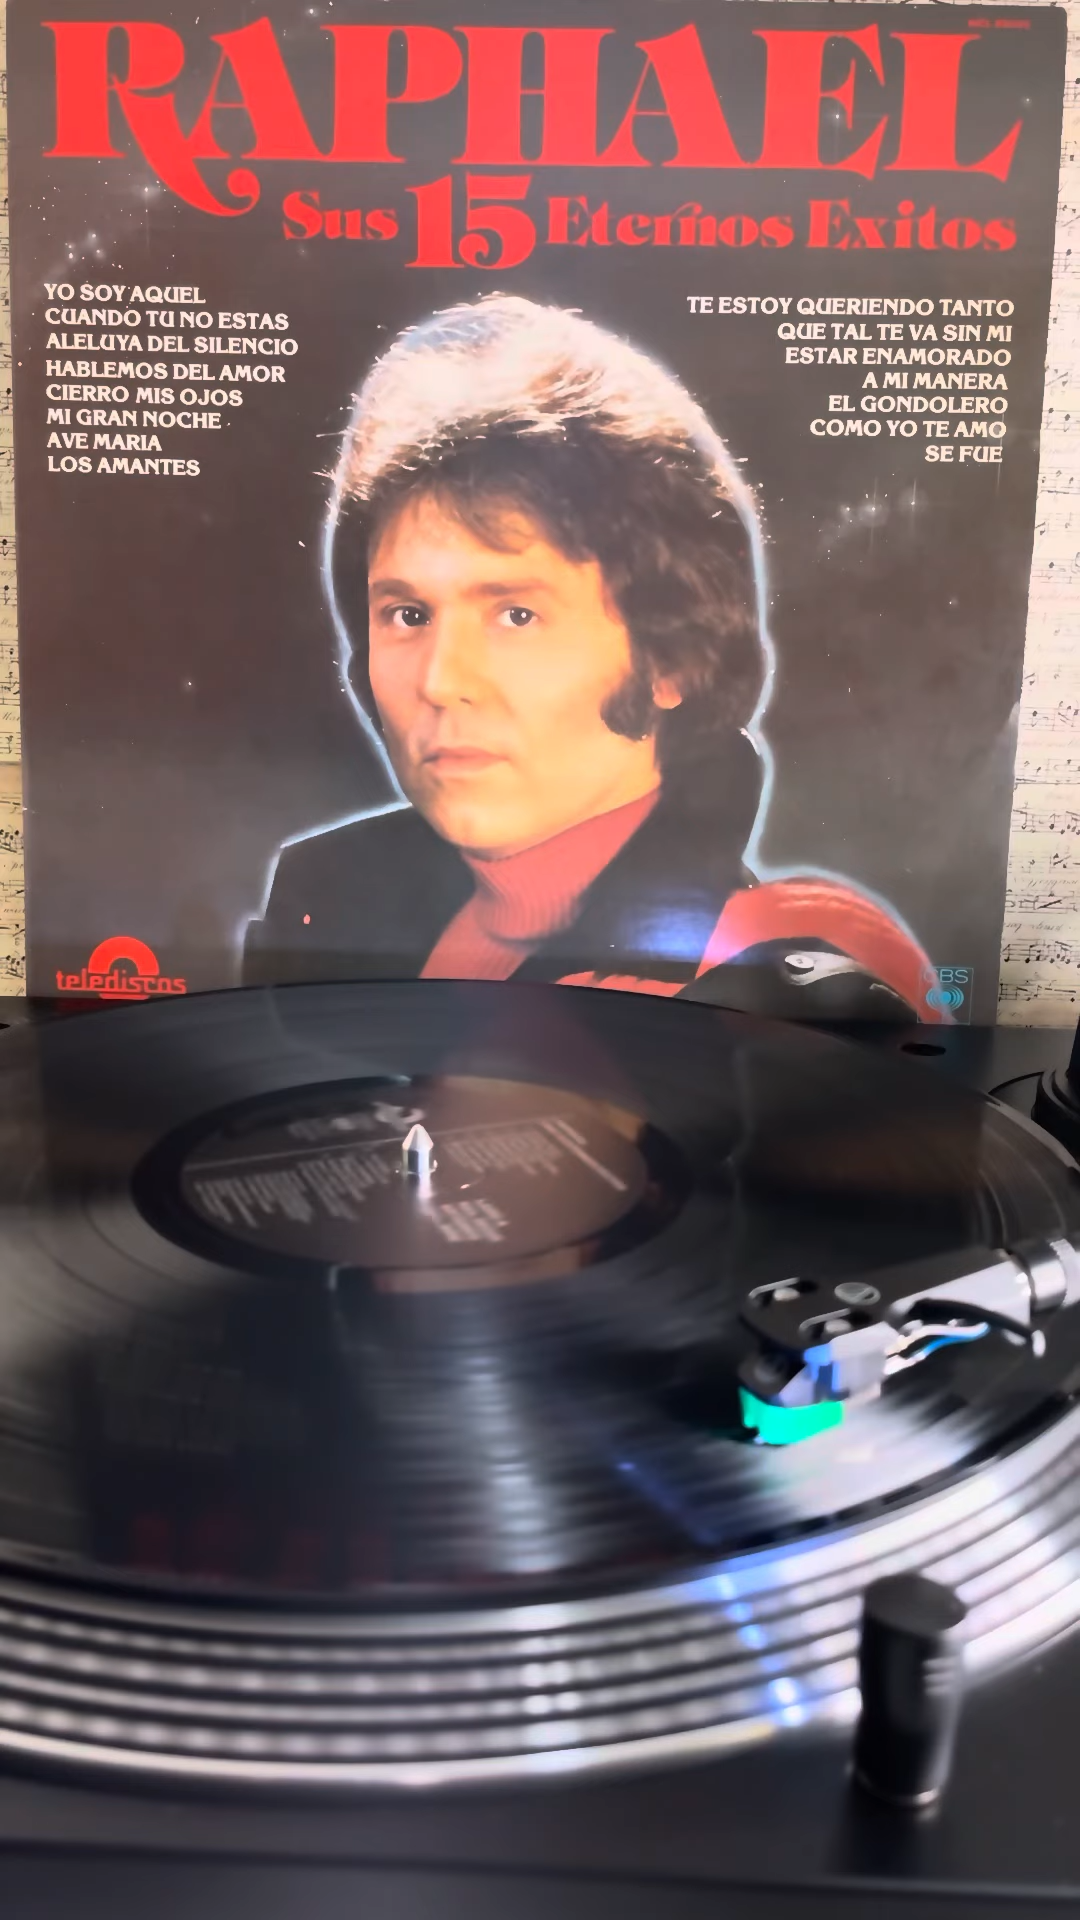 RAPHAEL
Sus 15 Eternos Exitos
YO SOY AQUEL
CUANDO TU NO ESTAS
ALELUYA DEL SILENCIO
HABLEMOS DEL AMOR
CIERRO MIS OJOS
MI GRAN NOCHE
AVE MARIA
LOS AMANTES
TE ESTOY QUERIENDO TANTO
QUE TAL TE VA SIN MI
ESTAR ENAMORADO
A MI MANERA
EL GONDOLERO
COMO YO TE AMO
SE FUE
telediscos
CBS